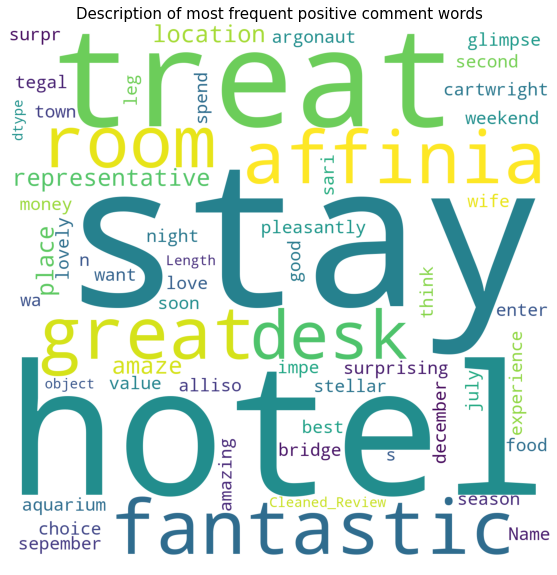 Description of most frequent positive comment words
surpr
location
argonaut
glimpse
treat
tegal
leg
spend
second
cartwright
dtype
town
weekend
room
affinia
representative
sari
money
wife
place
lovely
stay
night
pleasantly
n
want
Length
good
wa
love
soon
think
enter
great
desk
amaze
impe
surprising
object
value
alliso
stellar
july
experience
hotel
best
december
bridge
s
food
amazing
aquarium
Cleaned_Review
season
choice
fantastic
Name
sepember